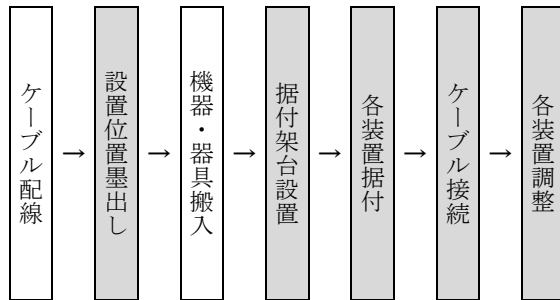 ケーブル配線
→
設置位置墨出し
→
機器・器具搬入
→
据付架台設置
→
各装置据付
→
ケーブル接続
→
各装置調整